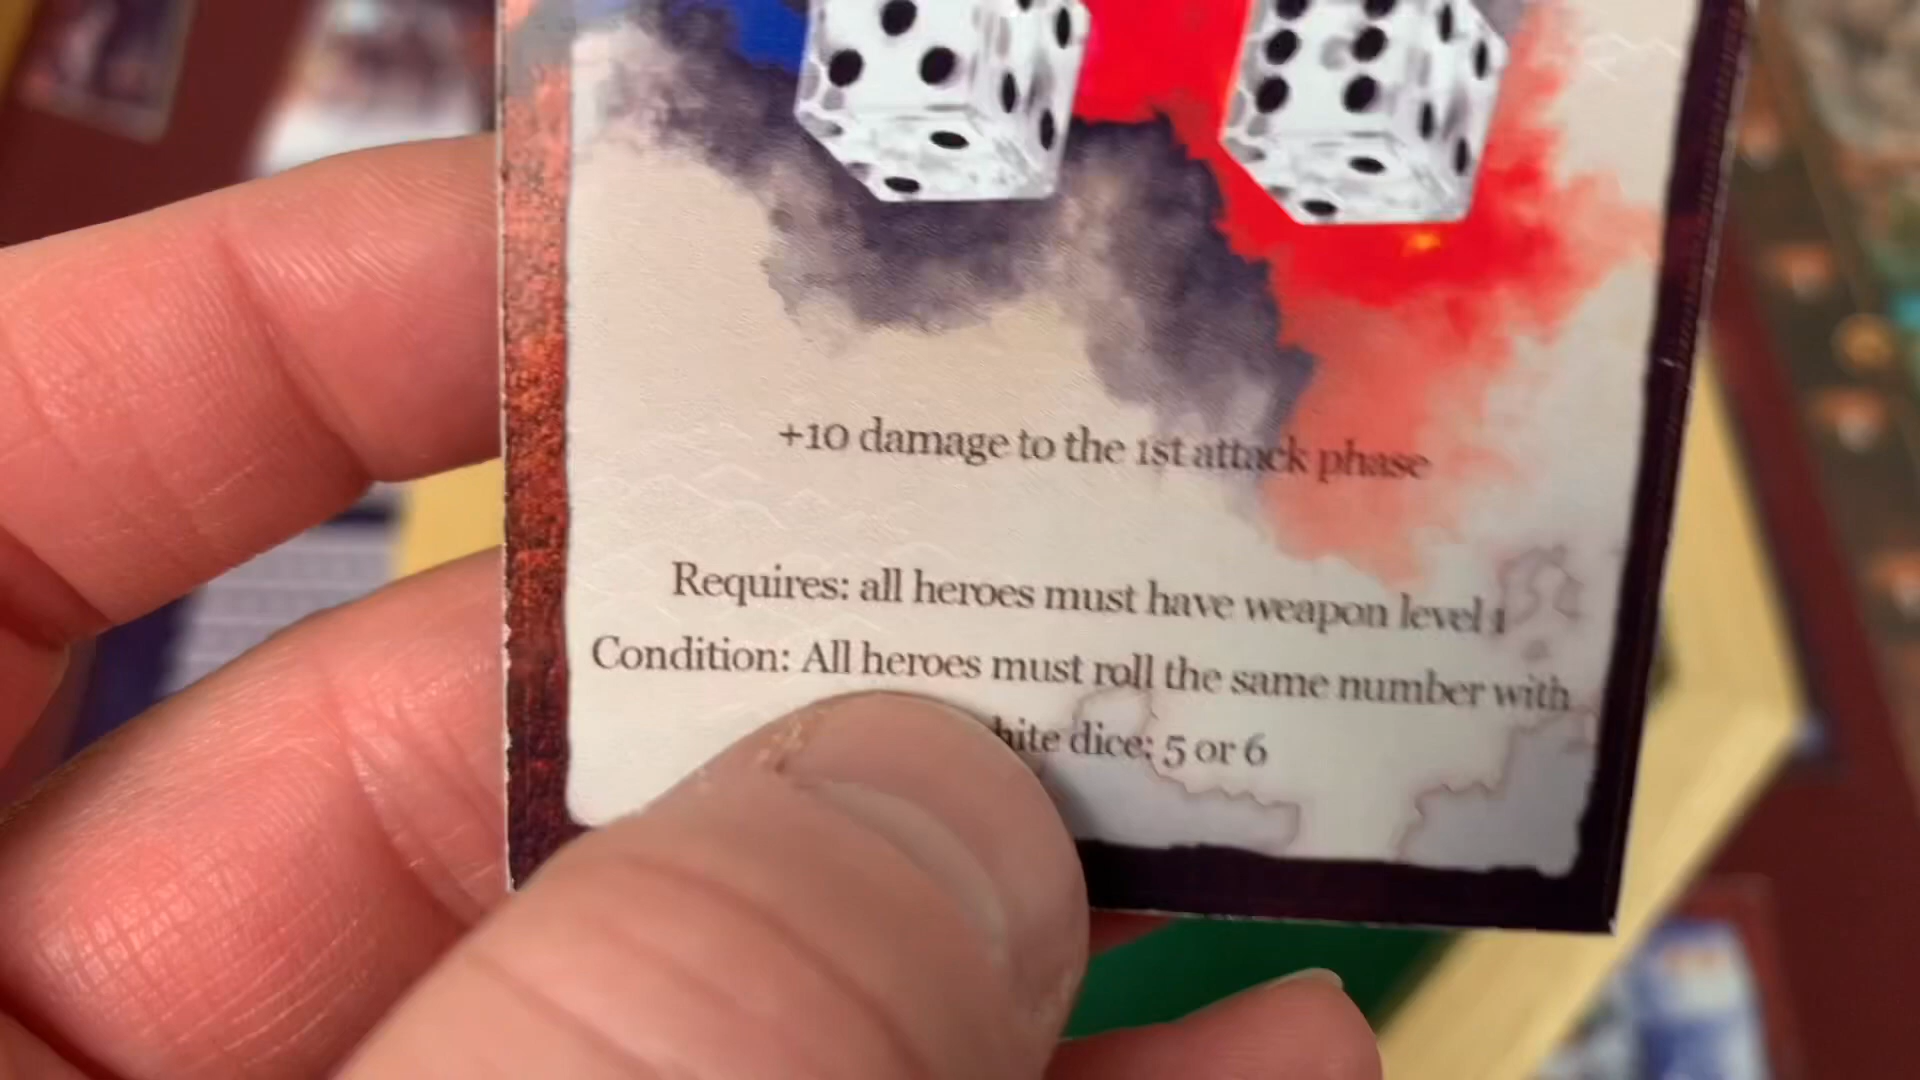 +10 damage to the 1st attack phase
Requires: all heroes must have weapon level 1
Condition: All heroes must roll the same number with
dice: 5 or 6